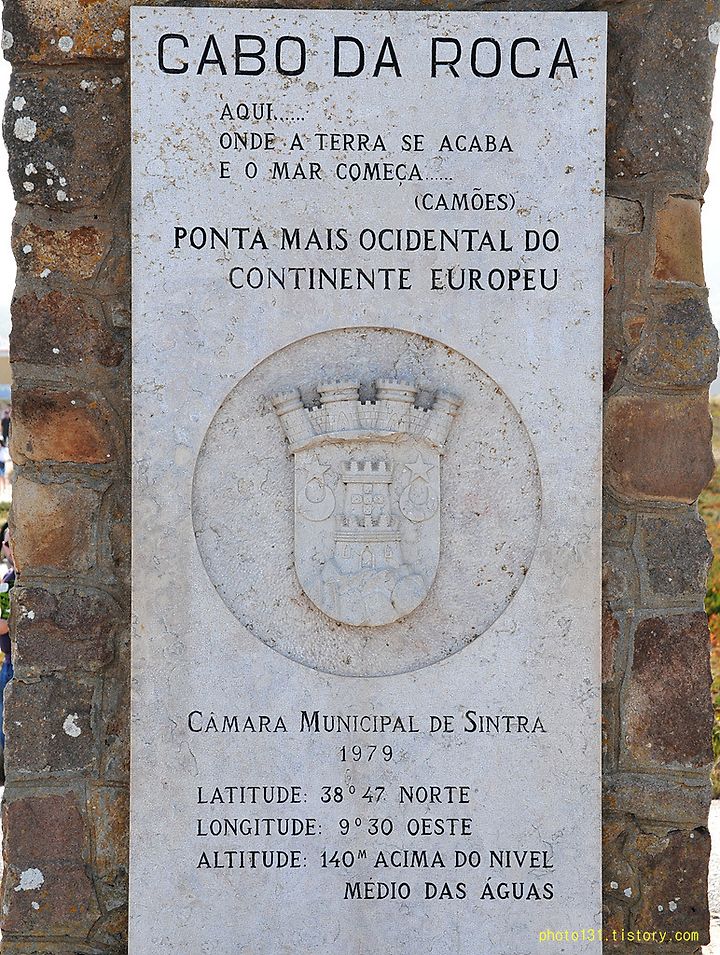 CABO DA ROCA
AQUI......
ONDE A TERRA SE ACABA
E O MAR COMEÇA.....
(CAMÕES)
PONTA MAIS OCIDENTAL DO
CONTINENTE EUROPEU
CÂMARA MUNICIPAL DE SINTRA
1979
LATITUDE: 38º 47 NORTE
LONGITUDE: 9º 30 OESTE
ALTITUDE: 140M ACIMA DO NIVEL
MÉDIO DAS ÁGUAS
photo131.tistory.com